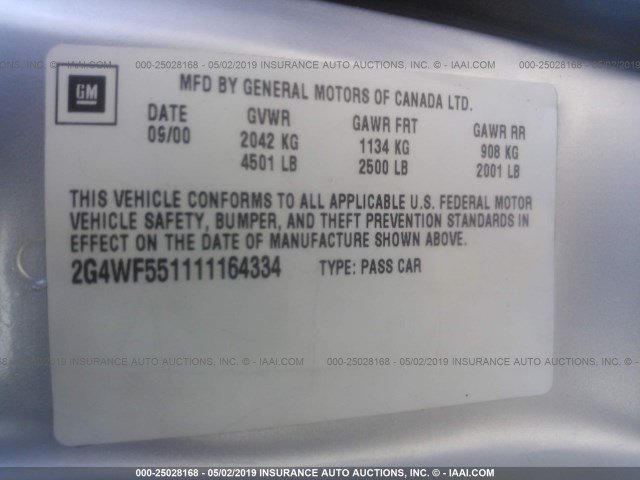 000-25028168 - 05/02/2019 INSURANCE AUTO AUCTIONS, INC. - IAAI.COM
GM
MFD BY GENERAL MOTORS OF CANADA LTD.
DATE GVWR GAWR FRT GAWR RR
09/00 2042 KG 1134 KG 908 KG
4501 LB 2500 LB 2001 LB
THIS VEHICLE CONFORMS TO ALL APPLICABLE U.S. FEDERAL MOTOR
VEHICLE SAFETY, BUMPER, AND THEFT PREVENTION STANDARDS IN
EFFECT ON THE DATE OF MANUFACTURE SHOWN ABOVE.
2G4WF551111164334 TYPE: PASS CAR
INSURANCE AUTO AUCTIONS, INC. - IAAI.COM 000-25028168 - 05/02/2019 INSURANCE AUTO AUCTIONS, I
000-25028168 - 05/02/2019 INSURANCE AUTO AUCTIONS, INC. - IAAI.COM